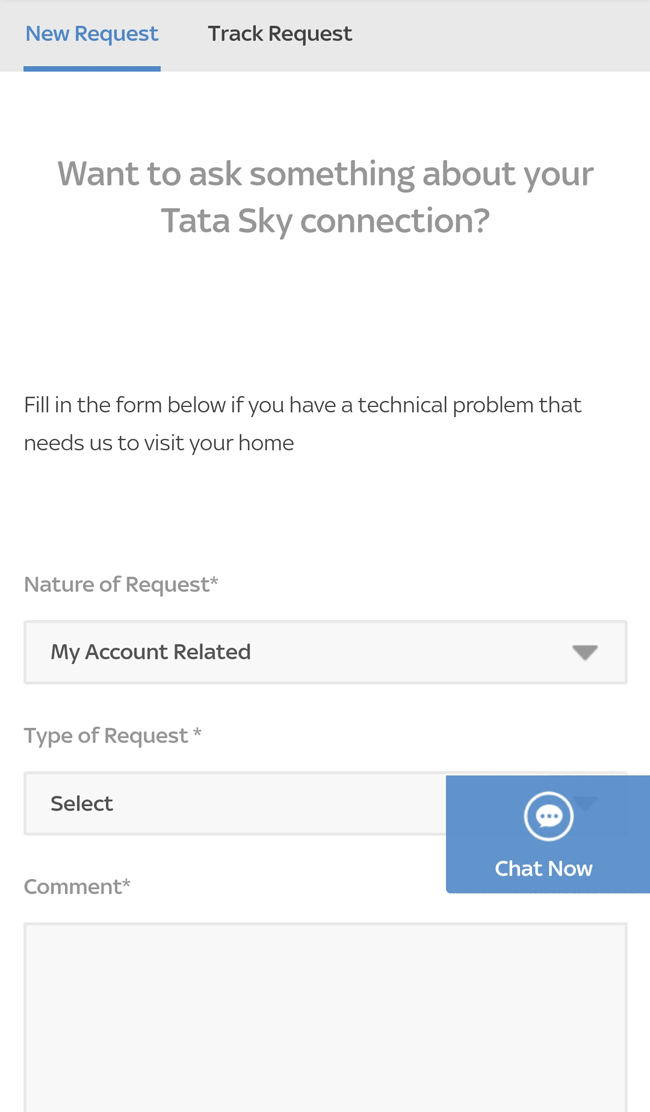 New Request
Track Request
Want to ask something about your
Tata Sky connection?
Fill in the form below if you have a technical problem that
needs us to visit your home
Nature of Request*
My Account Related
Type of Request *
Select
Chat Now
Comment*